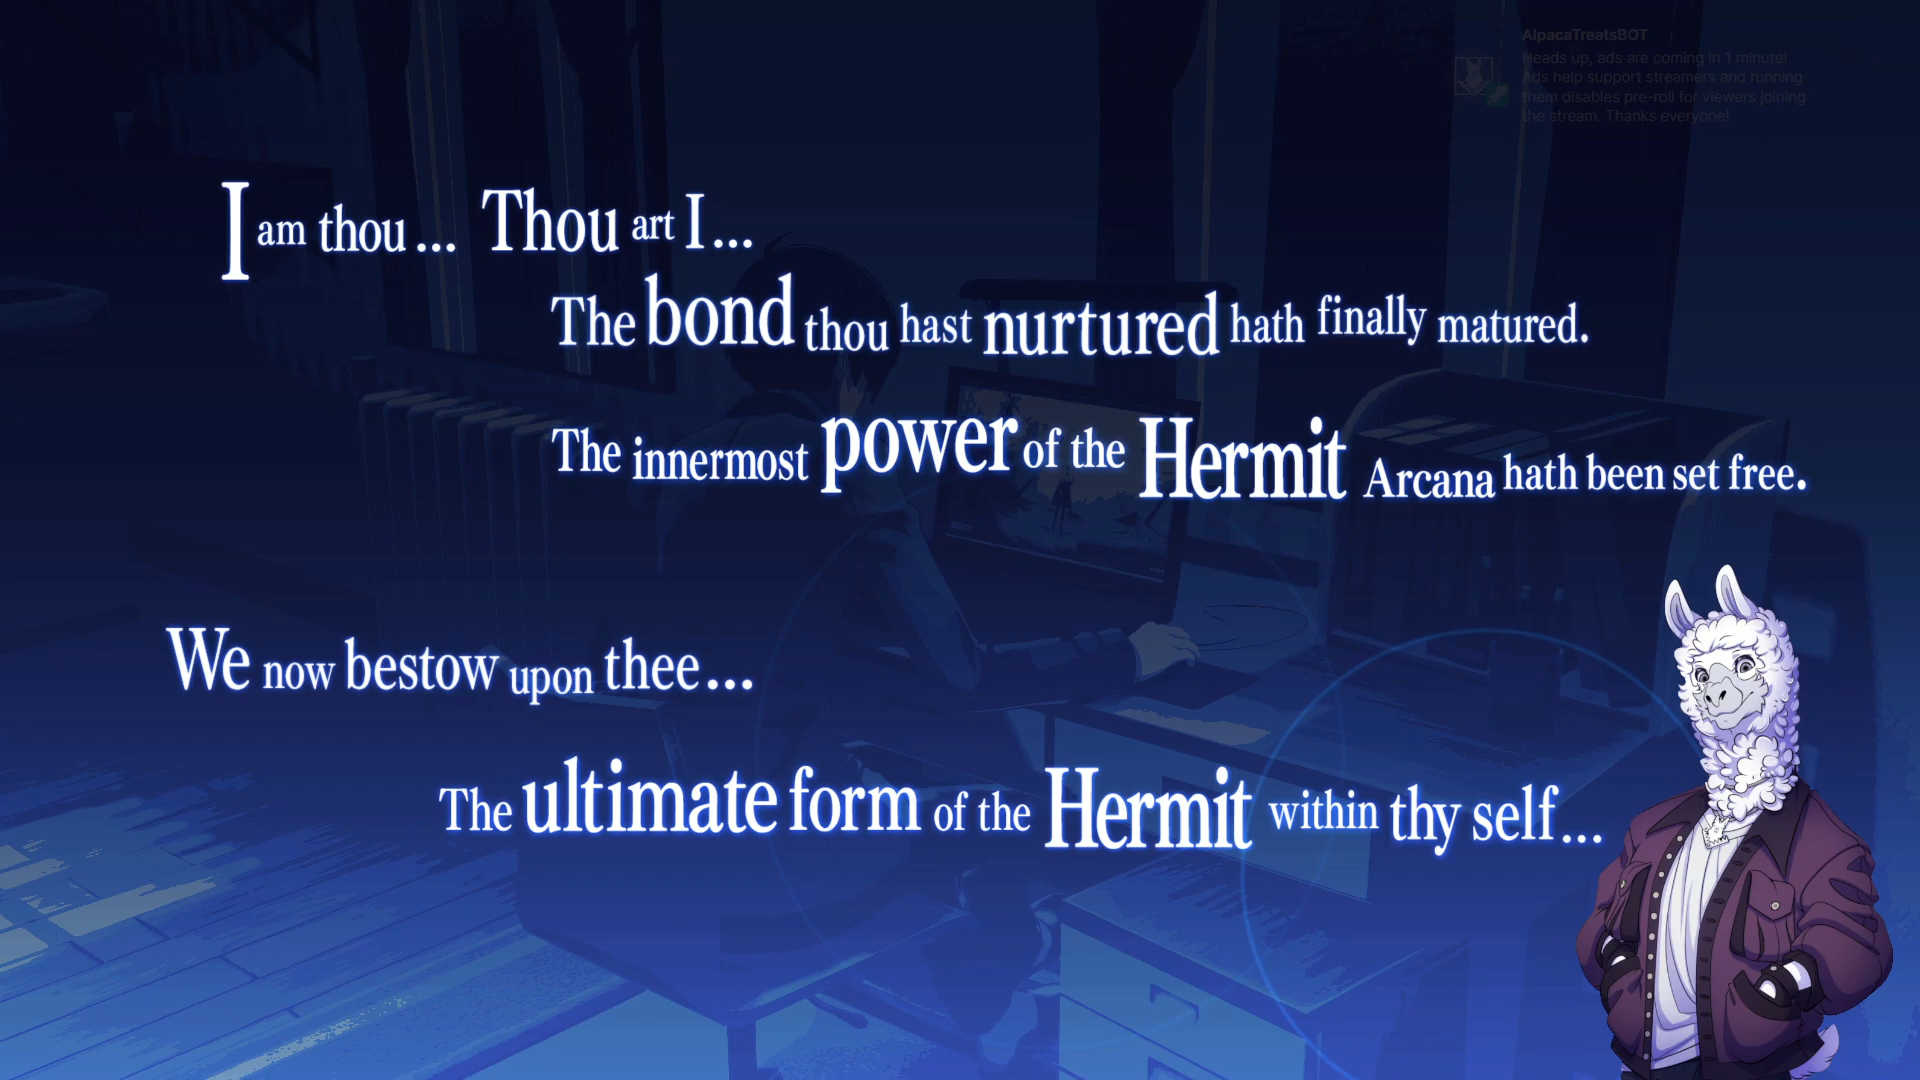 AlpacaTreatsBOT
Heads up, ads are coming in 1 minute!
Ads help support streamers and running
them disables pre-roll for viewers joining
the stream. Thanks everyone!
I am thou... Thou art I...
The bond thou hast nurtured hath finally matured.
The innermost power of the Hermit Arcana hath been set free.
We now bestow upon thee...
The ultimate form of the Hermit within thy self...